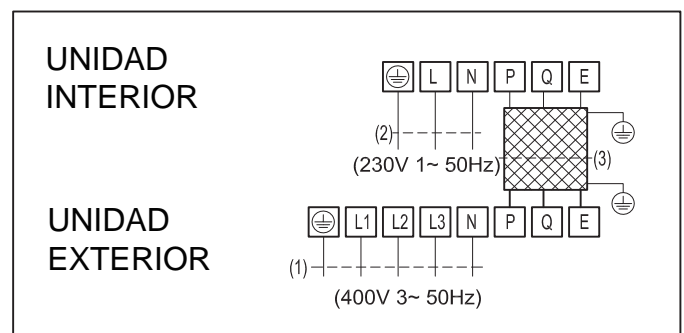 UNIDAD
INTERIOR
L N P Q E
(2)
(3)
(230V 1~ 50Hz)
UNIDAD
EXTERIOR
L1 L2 L3 N P Q E
(1)
(400V 3~ 50Hz)